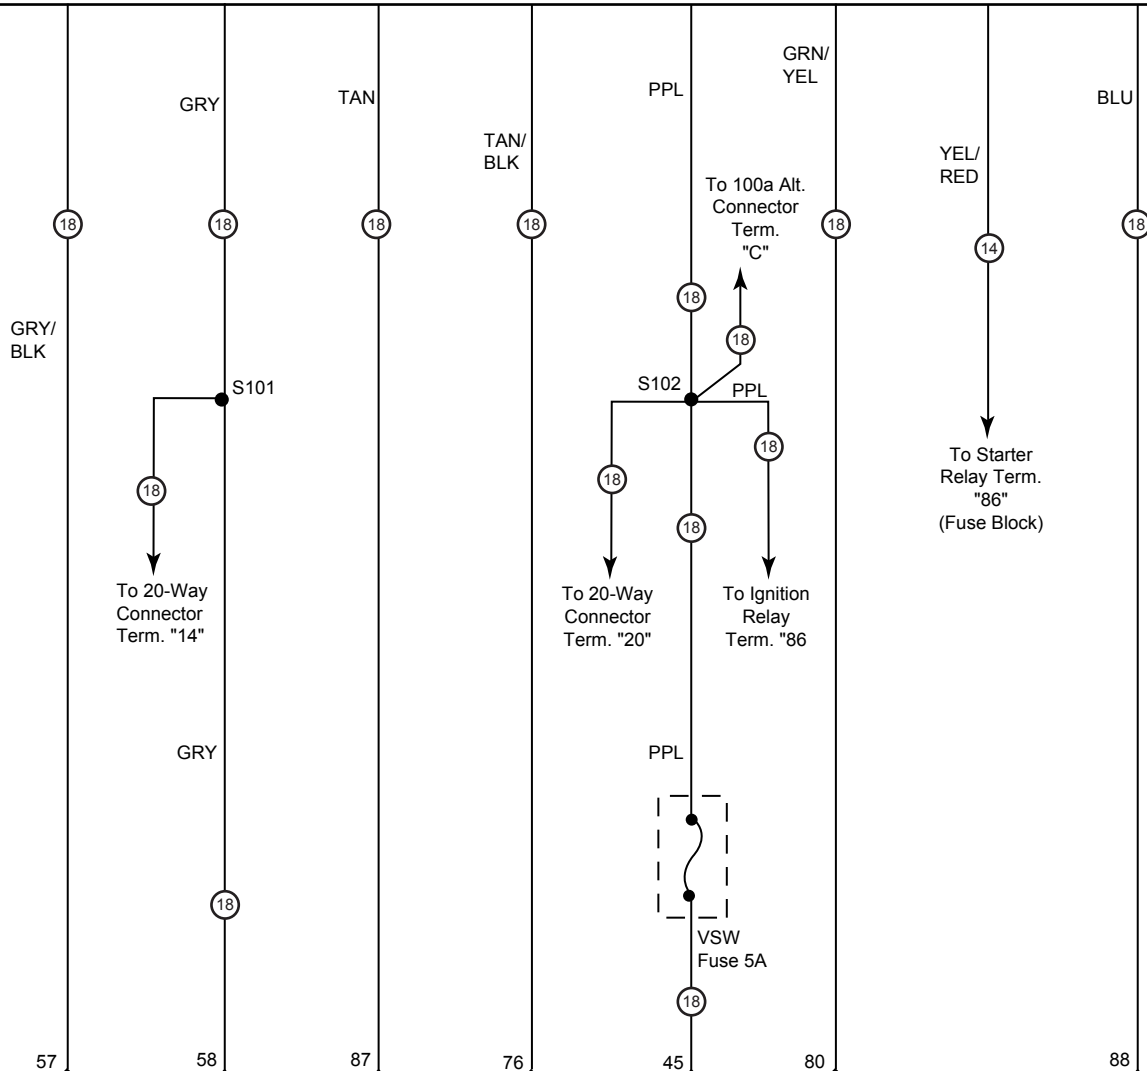 GRN/
YEL
GRY
TAN
PPL
BLU
TAN/
BLK
YEL/
RED
To 100a Alt.
Connector
Term.
"C"
18
18
18
18
18
18
14
18
18
GRY/
BLK
S101
S102
PPL
18
18
18
18
To Starter
Relay Term.
"86"
(Fuse Block)
To 20-Way
Connector
Term. "14"
To 20-Way
Connector
Term. "20"
To Ignition
Relay
Term. "86
GRY
PPL
18
VSW
Fuse 5A
18
57
58
87
76
45
80
88